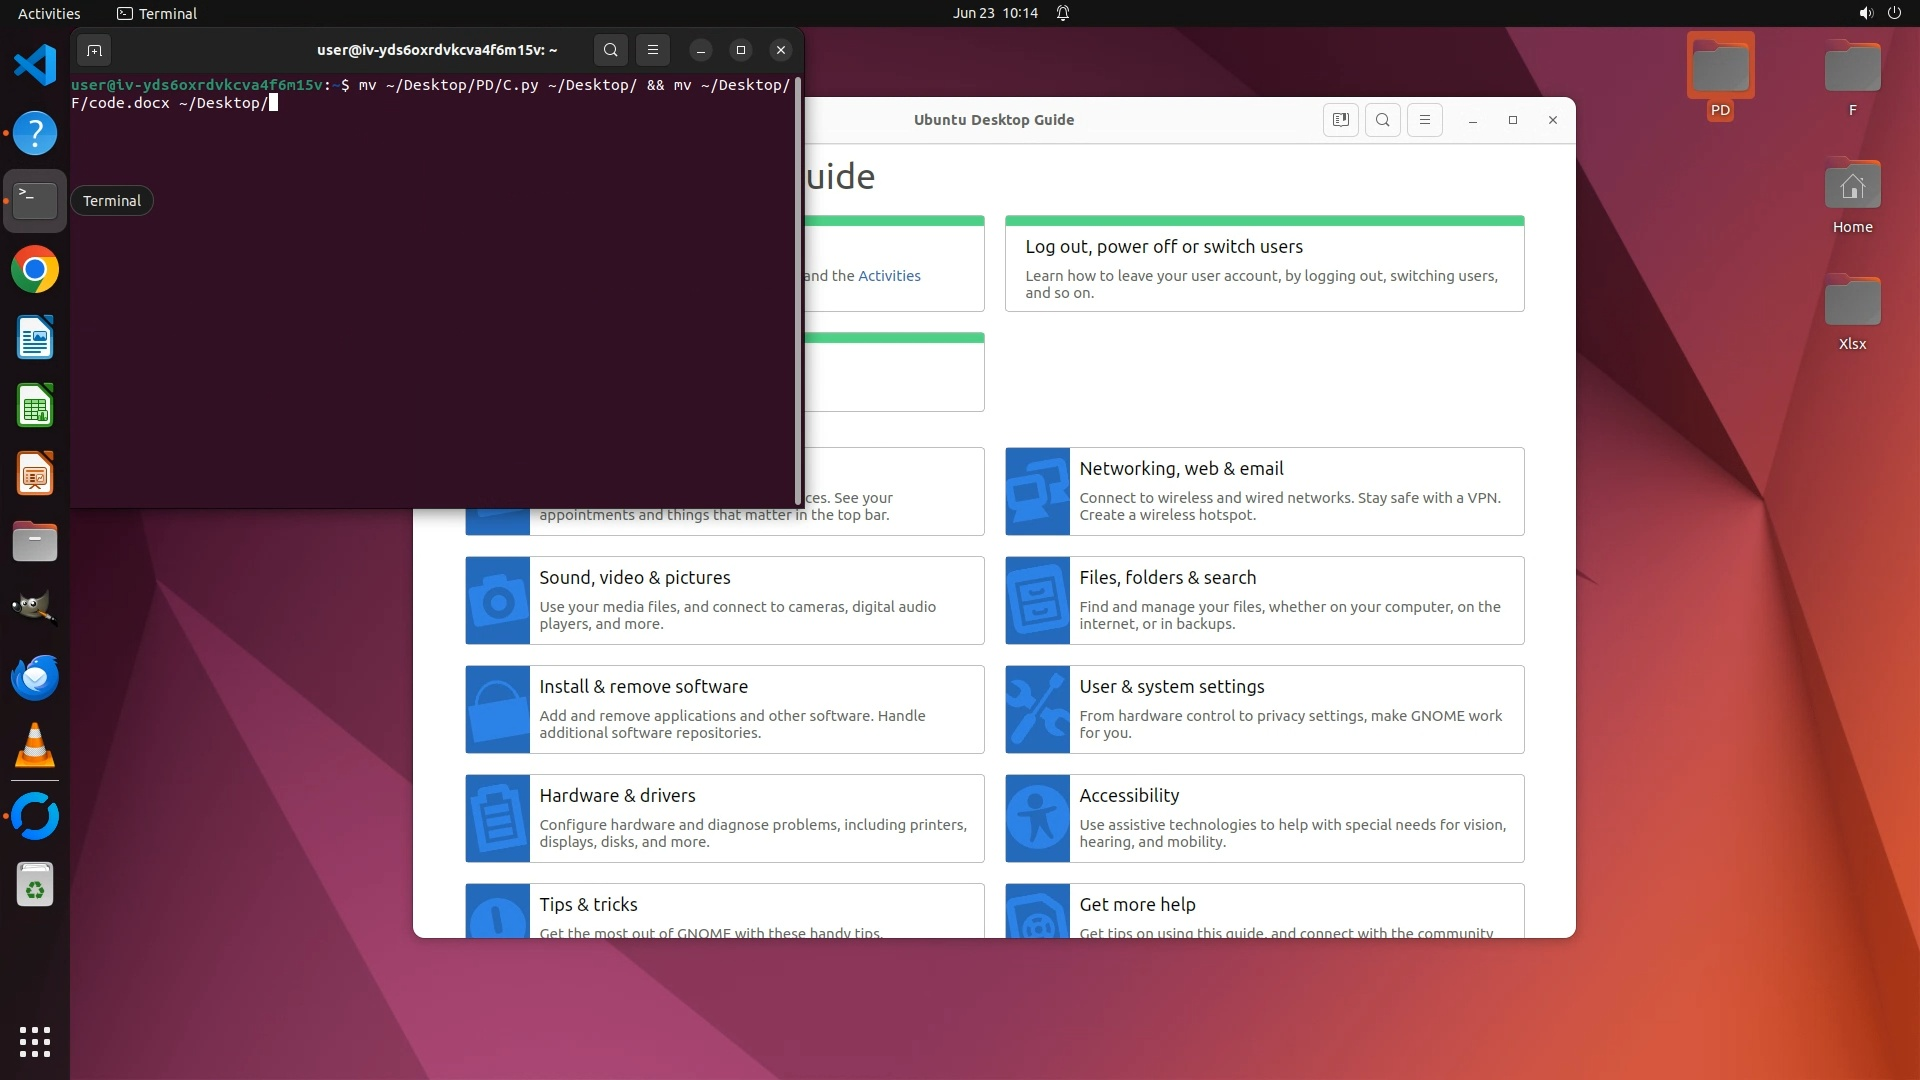 Activities
Terminal
Jun 23 10:14
user@iv-yds6oxrdvkcva4f6m15v: ~
user@iv-yds6oxrdvkcva4f6m15v:~$ mv ~/Desktop/PD/C.py ~/Desktop/ && mv ~/Desktop/
F/code.docx ~/Desktop/
Terminal
Ubuntu Desktop Guide
uide
and the Activities
Log out, power off or switch users
Learn how to leave your user account, by logging out, switching users,
and so on.
ces. See your
appointments and things that matter in the top bar.
Networking, web & email
Connect to wireless and wired networks. Stay safe with a VPN.
Create a wireless hotspot.
Sound, video & pictures
Use your media files, and connect to cameras, digital audio
players, and more.
Files, folders & search
Find and manage your files, whether on your computer, on the
internet, or in backups.
Install & remove software
Add and remove applications and other software. Handle
additional software repositories.
User & system settings
From hardware control to privacy settings, make GNOME work
for you.
Hardware & drivers
Configure hardware and diagnose problems, including printers,
displays, disks, and more.
Accessibility
Use assistive technologies to help with special needs for vision,
hearing, and mobility.
Tips & tricks
Get the most out of GNOME with these handy tips.
Get more help
Get tips on using this guide, and connect with the community
PD
F
Home
Xlsx